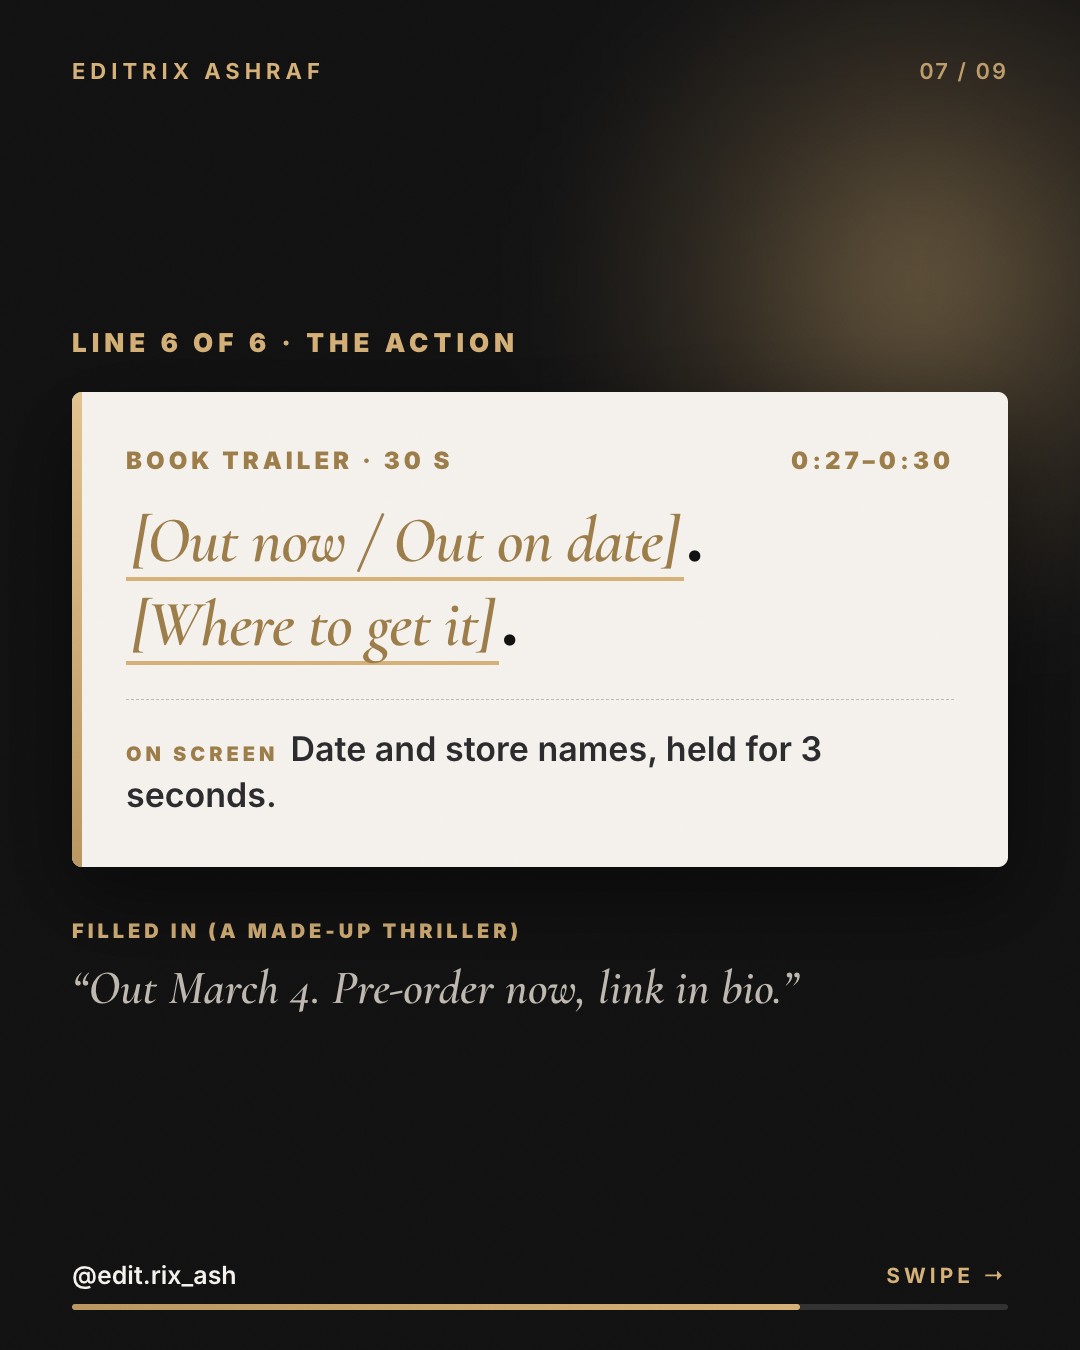 EDITRIX ASHRAF
07 / 09
LINE 6 OF 6 · THE ACTION
BOOK TRAILER · 30 S
0:27–0:30
[Out now / Out on date].
[Where to get it].
ON SCREEN Date and store names, held for 3
seconds.
FILLED IN (A MADE-UP THRILLER)
“Out March 4. Pre-order now, link in bio.”
@edit.rix_ash
SWIPE →